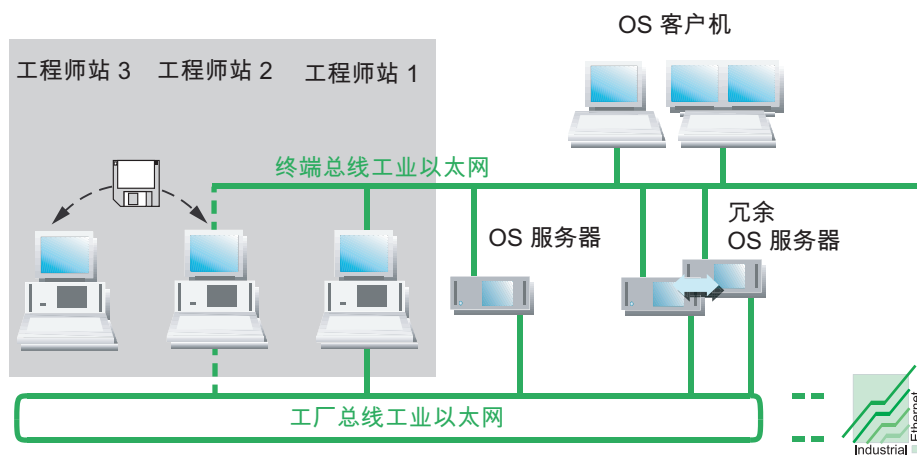 OS 客户机
工程师站 3
工程师站 2
工程师站 1
终端总线工业以太网
OS 服务器
冗余
OS 服务器
工厂总线工业以太网
Industrial
Ethernet